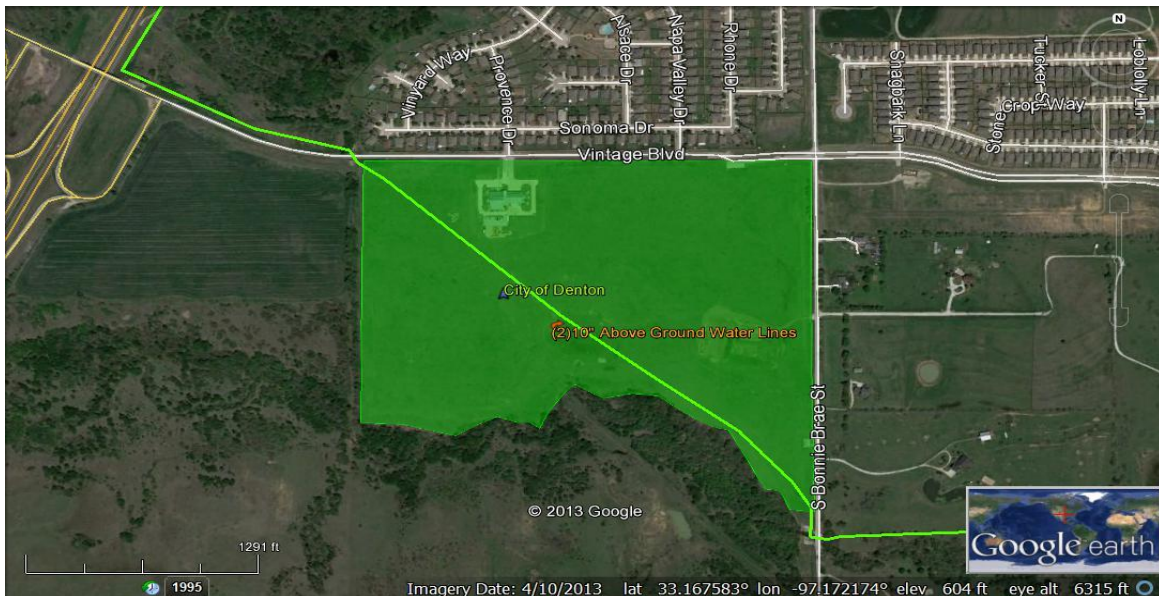 N
Vinyard Way
Provence Dr
Alsace Dr
Napa Valley Dr
Rhone Dr
Shagbark Ln
Tucker St
Loblolly Ln
Stone
Crop Way
Sonoma Dr
Vintage Blvd
City of Denton
(2)10" Above Ground Water Lines
S Bonnie Brae St
© 2013 Google
Google earth
1291 ft
1995
Imagery Date: 4/10/2013 lat 33.167583° lon -97.172174° elev 604 ft eye alt 6315 ft